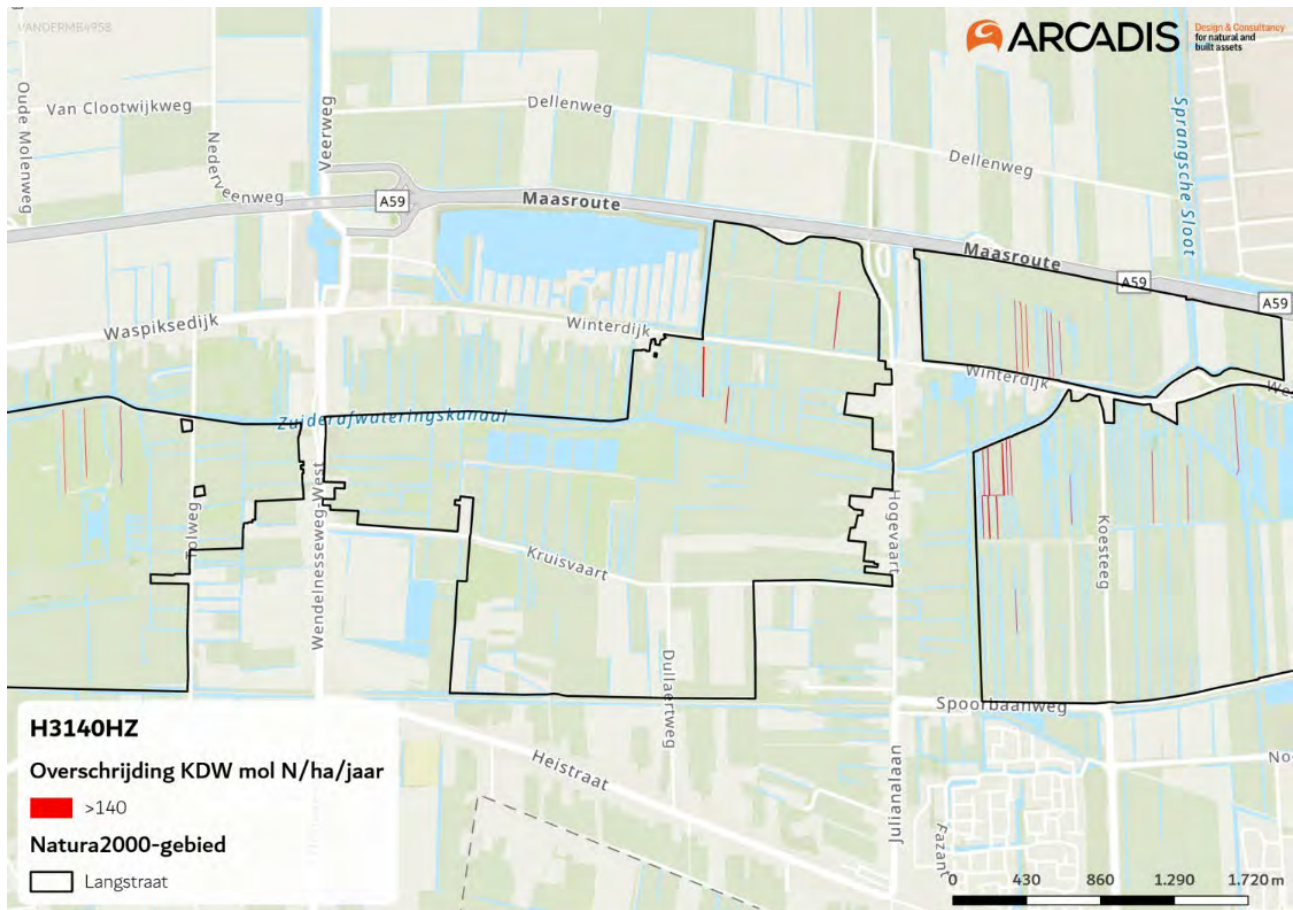 VANDERMB4958
ARCADIS
Design & Consultancy
for natural and
built assets
Oude Molenweg
Van Clootwijkweg
Nederveenweg
Veerweg
Dellenweg
Dellenweg
Sprangsche Sloot
A59
Maasroute
Maasroute
A59
A59
Waspiksedijk
Winterdijk
Winterdijk
Zuiderafwateringskanaal
Tolweg
Wendelnesseweg-West
Hogevaart
Koesteeg
Kruisvaart
Dullaertweg
Spoorbaanweg
Heistraat
Julianalaan
Fazant
H3140HZ
Overschrijding KDW mol N/ha/jaar
>140
Natura2000-gebied
Langstraat
0 430 860 1.290 1.720 m